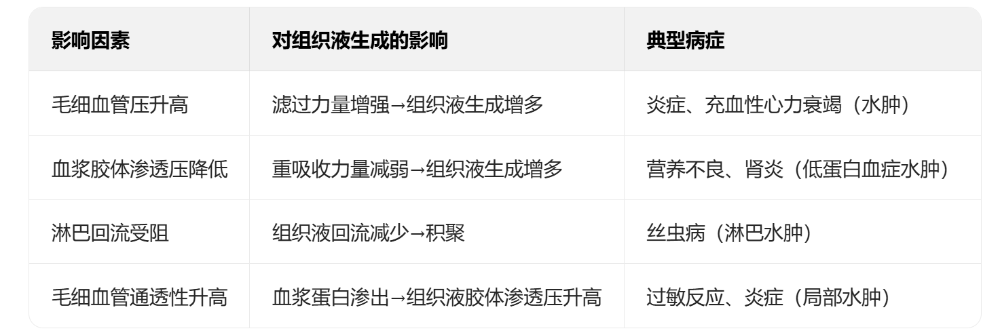 影响因素 对组织液生成的影响 典型病症
毛细血管压升高 滤过力量增强→组织液生成增多 炎症、充血性心力衰竭（水肿）
血浆胶体渗透压降低 重吸收力量减弱→组织液生成增多 营养不良、肾炎（低蛋白血症水肿）
淋巴回流受阻 组织液回流减少→积聚 丝虫病（淋巴水肿）
毛细血管通透性升高 血浆蛋白渗出→组织液胶体渗透压升高 过敏反应、炎症（局部水肿）